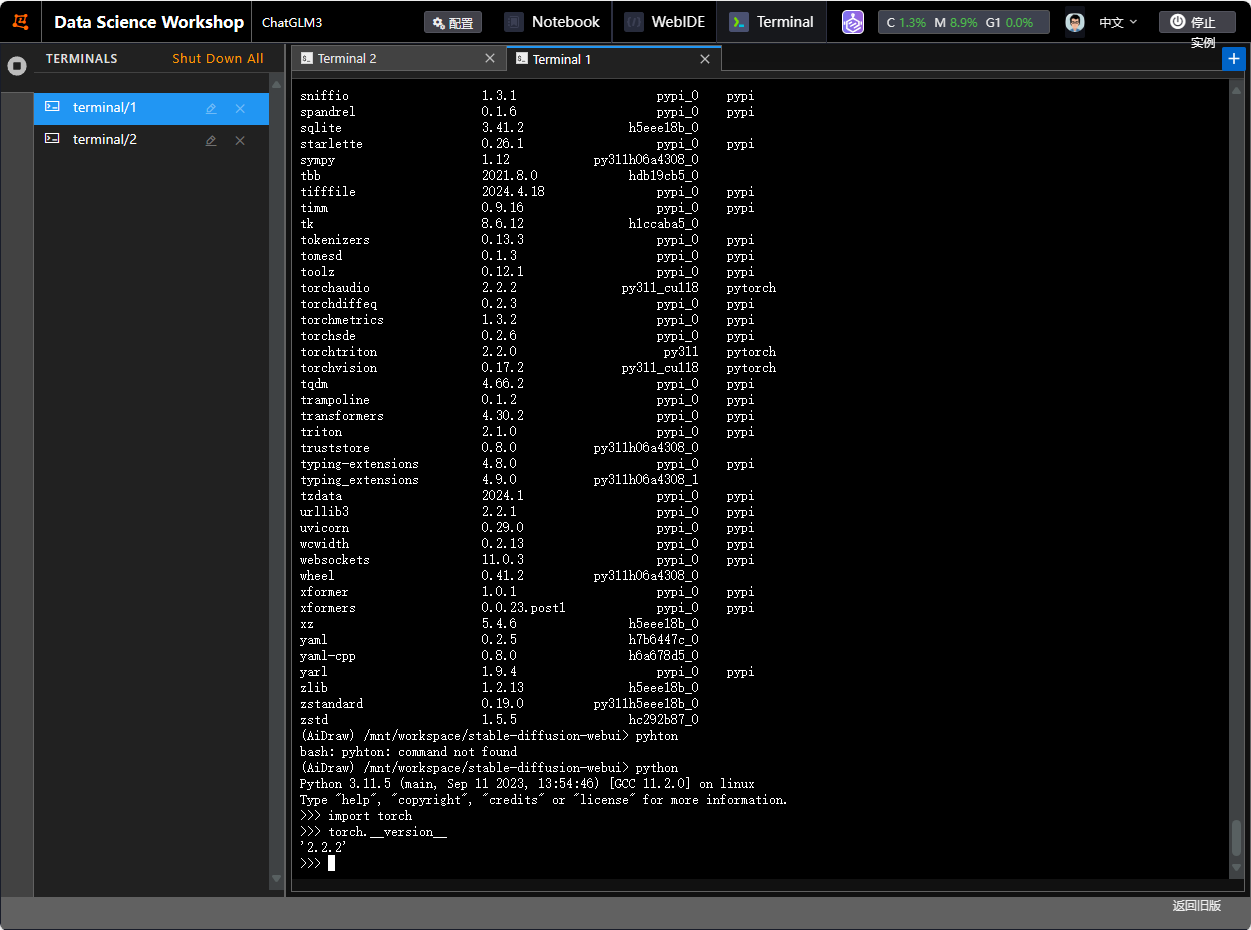 Data Science Workshop ChatGLM3 配置 Notebook WebIDE Terminal C 1.3% M 8.9% G1 0.0% 中文 停止
实例
TERMINALS Shut Down All
terminal/1
terminal/2
Terminal 2 Terminal 1
sniffio 1.3.1 pypi_0 pypi
spandrel 0.1.6 pypi_0 pypi
sqlite 3.41.2 h5eee18b_0
starlette 0.26.1 pypi_0 pypi
sympy 1.12 py311h06a4308_0
tbb 2021.8.0 hdb19cb5_0
tifffile 2024.4.18 pypi_0 pypi
timm 0.9.16 pypi_0 pypi
tk 8.6.12 h1ccaba5_0
tokenizers 0.13.3 pypi_0 pypi
tomesd 0.1.3 pypi_0 pypi
toolz 0.12.1 pypi_0 pypi
torchaudio 2.2.2 py311_cu118 pytorch
torchdiffeq 0.2.3 pypi_0 pypi
torchmetrics 1.3.2 pypi_0 pypi
torchsde 0.2.6 pypi_0 pypi
torchtriton 2.2.0 py311 pytorch
torchvision 0.17.2 py311_cu118 pytorch
tqdm 4.66.2 pypi_0 pypi
trampoline 0.1.2 pypi_0 pypi
transformers 4.30.2 pypi_0 pypi
triton 2.1.0 pypi_0 pypi
truststore 0.8.0 py311h06a4308_0
typing-extensions 4.8.0 pypi_0 pypi
typing_extensions 4.9.0 py311h06a4308_1
tzdata 2024.1 pypi_0 pypi
urllib3 2.2.1 pypi_0 pypi
uvicorn 0.29.0 pypi_0 pypi
wcwidth 0.2.13 pypi_0 pypi
websockets 11.0.3 pypi_0 pypi
wheel 0.41.2 py311h06a4308_0
xformer 1.0.1 pypi_0 pypi
xformers 0.0.23.post1 pypi_0 pypi
xz 5.4.6 h5eee18b_0
yaml 0.2.5 h7b6447c_0
yaml-cpp 0.8.0 h6a678d5_0
yarl 1.9.4 pypi_0 pypi
zlib 1.2.13 h5eee18b_0
zstandard 0.19.0 py311h5eee18b_0
zstd 1.5.5 hc292b87_0
(AiDraw) /mnt/workspace/stable-diffusion-webui> pyhton
bash: pyhton: command not found
(AiDraw) /mnt/workspace/stable-diffusion-webui> python
Python 3.11.5 (main, Sep 11 2023, 13:54:46) [GCC 11.2.0] on linux
Type "help", "copyright", "credits" or "license" for more information.
>>> import torch
>>> torch.__version__
'2.2.2'
>>>
返回旧版